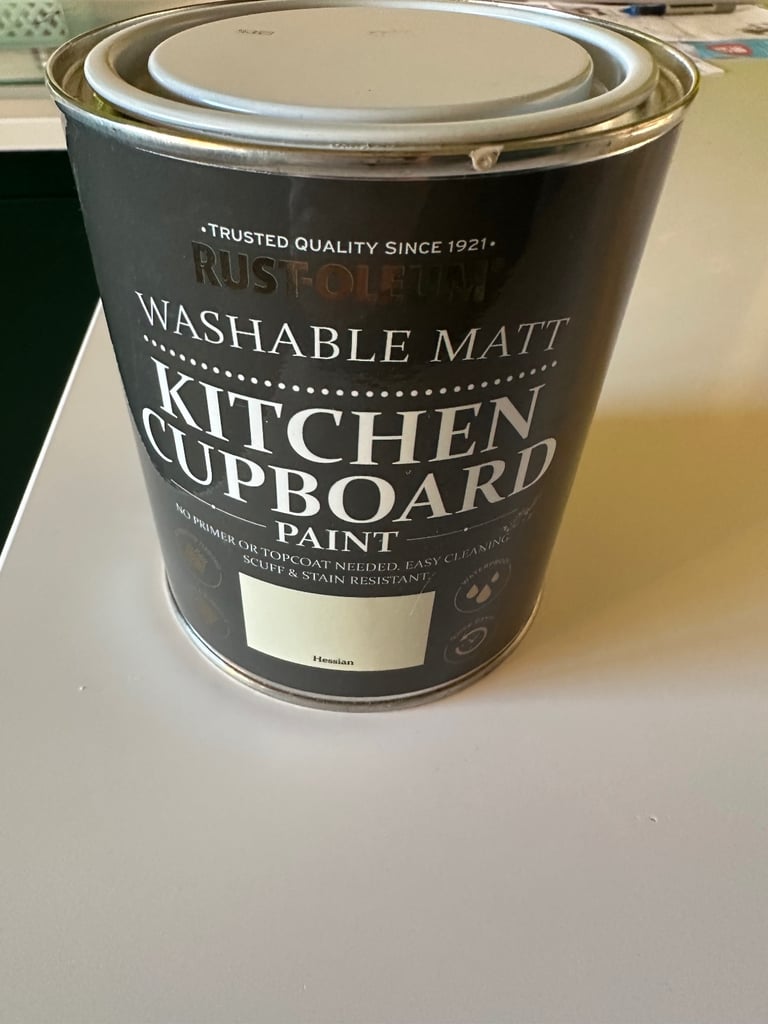 •TRUSTED QUALITY SINCE 1921•
RUST-OLEUM
WASHABLE MATT
KITCHEN
CUPBOARD
PAINT
NO PRIMER OR TOPCOAT NEEDED. EASY CLEANING.
SCUFF & STAIN RESISTANT.
WATERPROOF
Hessian